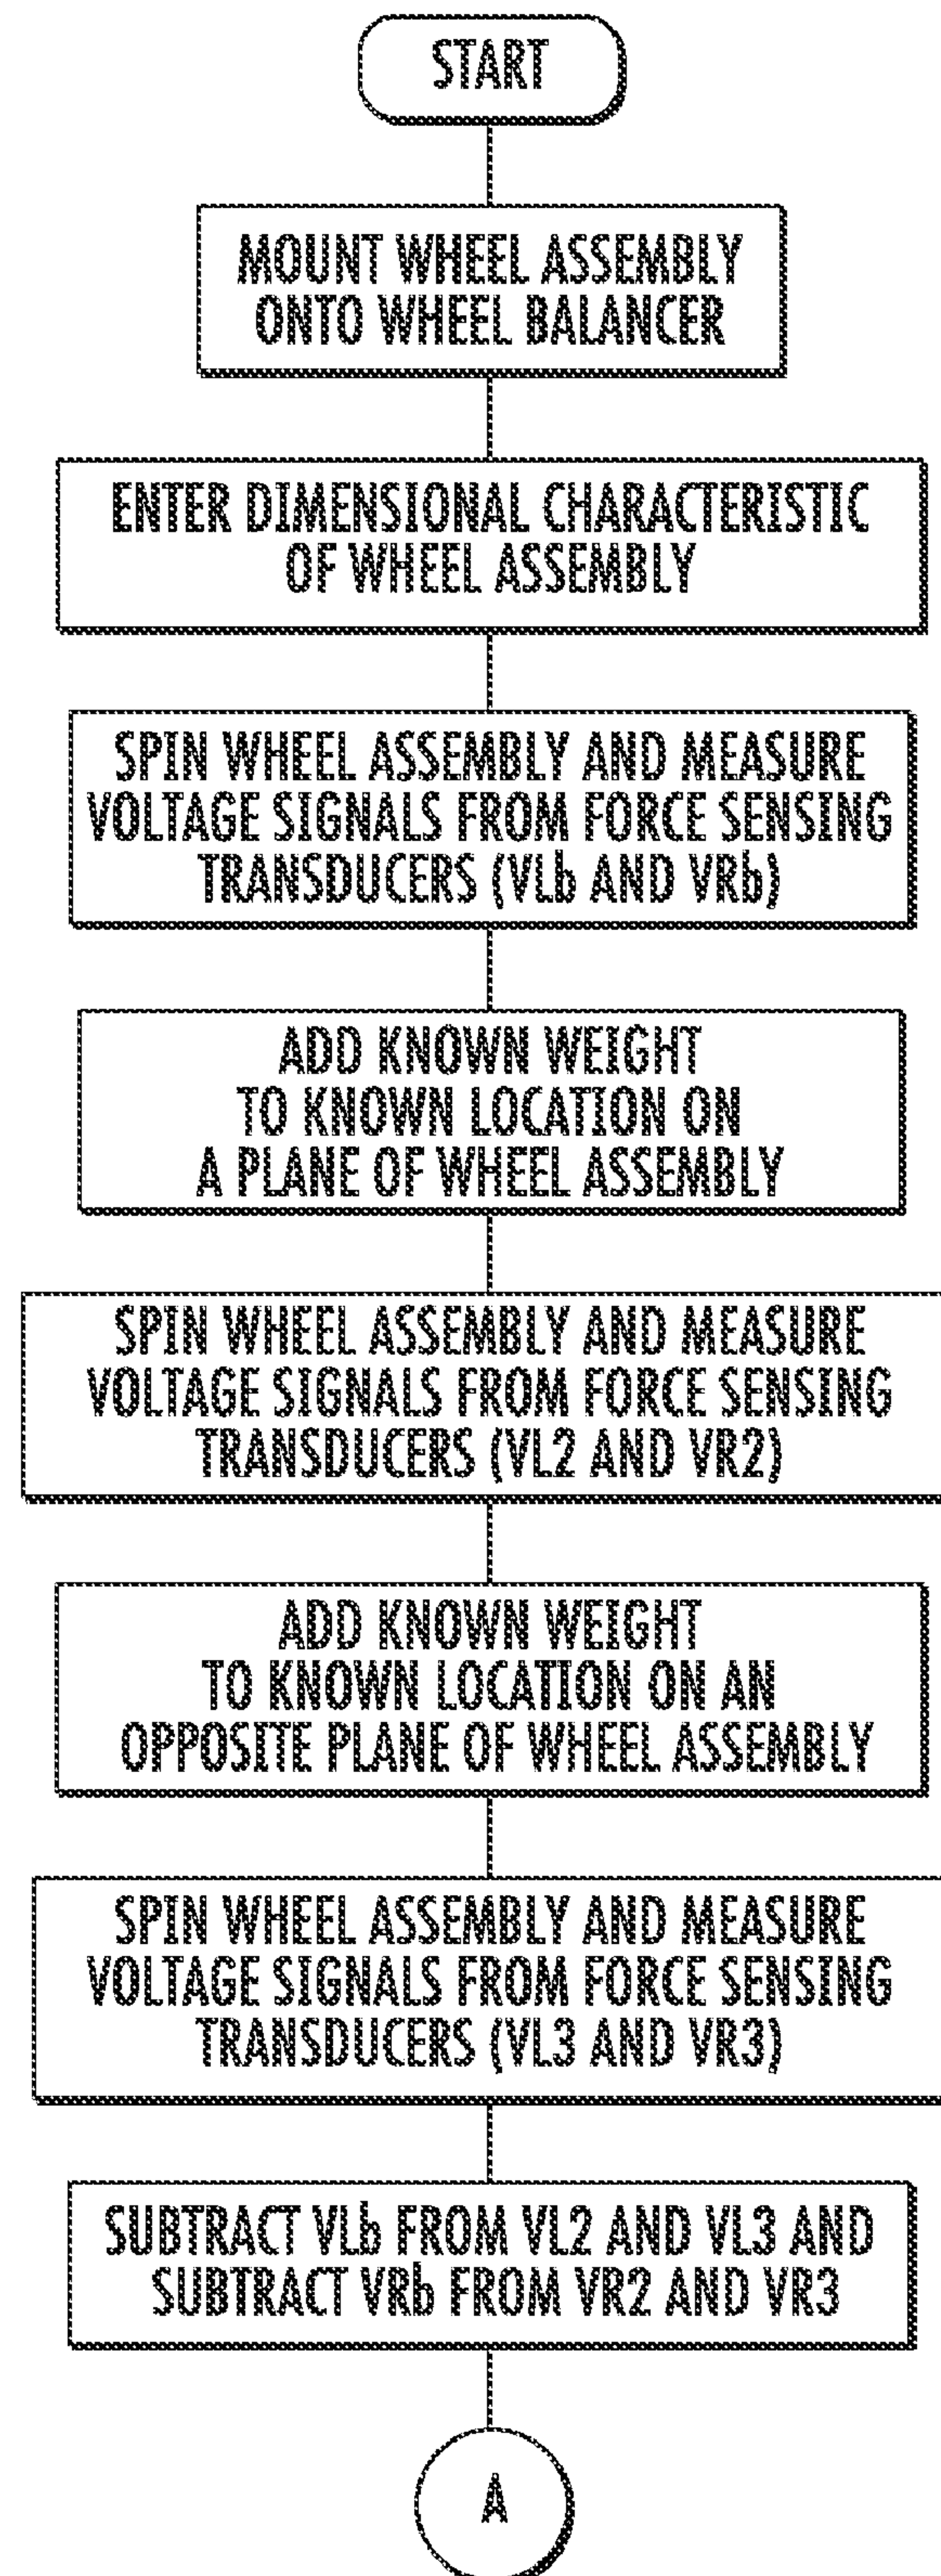 START
MOUNT WHEEL ASSEMBLY
ONTO WHEEL BALANCER
ENTER DIMENSIONAL CHARACTERISTIC
OF WHEEL ASSEMBLY
SPIN WHEEL ASSEMBLY AND MEASURE
VOLTAGE SIGNALS FROM FORCE SENSING
TRANSDUCERS (VLb AND VRb)
ADD KNOWN WEIGHT
TO KNOWN LOCATION ON
A PLANE OF WHEEL ASSEMBLY
SPIN WHEEL ASSEMBLY AND MEASURE
VOLTAGE SIGNALS FROM FORCE SENSING
TRANSDUCERS (VL2 AND VR2)
ADD KNOWN WEIGHT
TO KNOWN LOCATION ON AN
OPPOSITE PLANE OF WHEEL ASSEMBLY
SPIN WHEEL ASSEMBLY AND MEASURE
VOLTAGE SIGNALS FROM FORCE SENSING
TRANSDUCERS (VL3 AND VR3)
SUBTRACT VLb FROM VL2 AND VL3 AND
SUBTRACT VRb FROM VR2 AND VR3
A